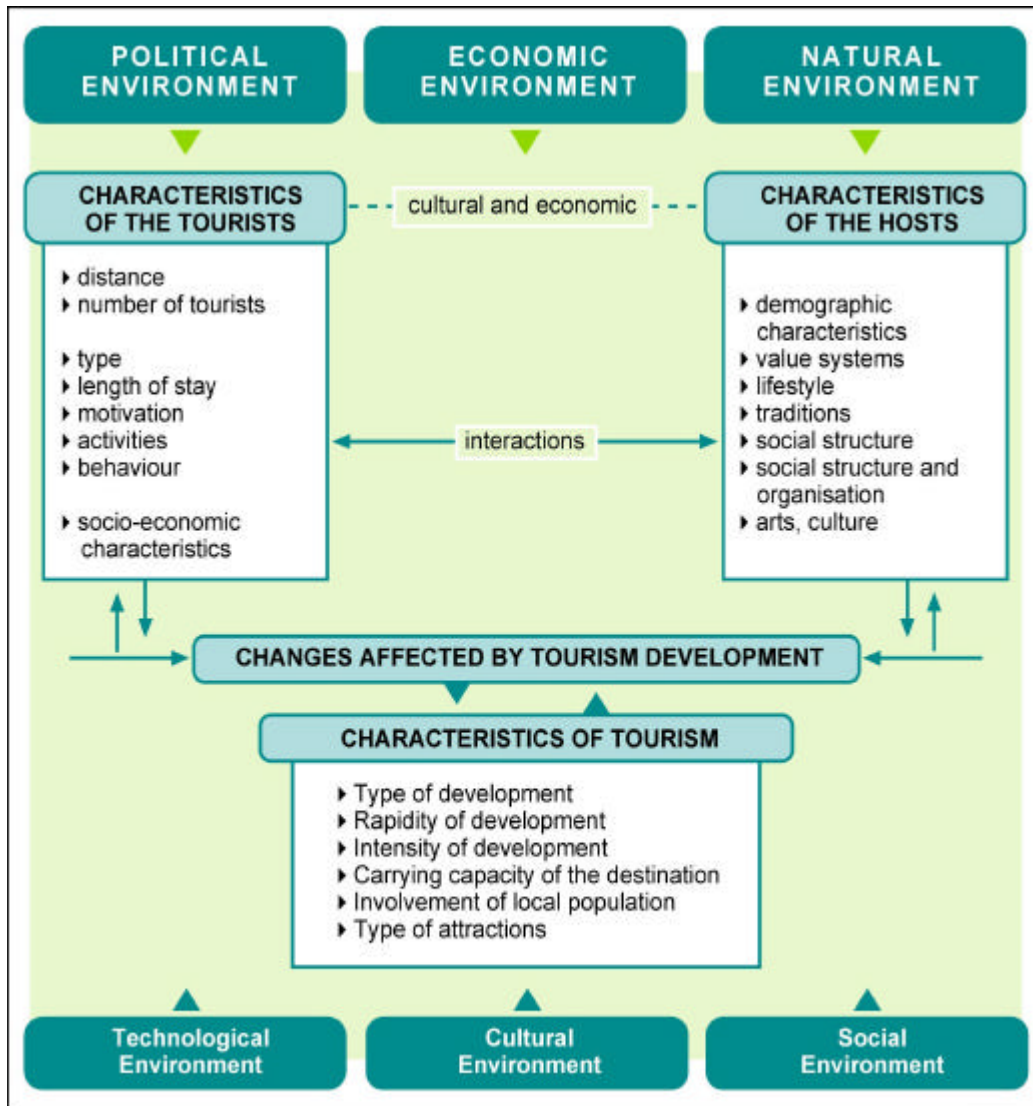 POLITICAL
ENVIRONMENT
ECONOMIC
ENVIRONMENT
NATURAL
ENVIRONMENT
CHARACTERISTICS
OF THE TOURISTS
cultural and economic
CHARACTERISTICS
OF THE HOSTS
distance
number of tourists
type
length of stay
motivation
activities
behaviour
socio-economic
characteristics
interactions
demographic
characteristics
value systems
lifestyle
traditions
social structure
social structure and
organisation
arts, culture
CHANGES AFFECTED BY TOURISM DEVELOPMENT
CHARACTERISTICS OF TOURISM
Type of development
Rapidity of development
Intensity of development
Carrying capacity of the destination
Involvement of local population
Type of attractions
Technological
Environment
Cultural
Environment
Social
Environment